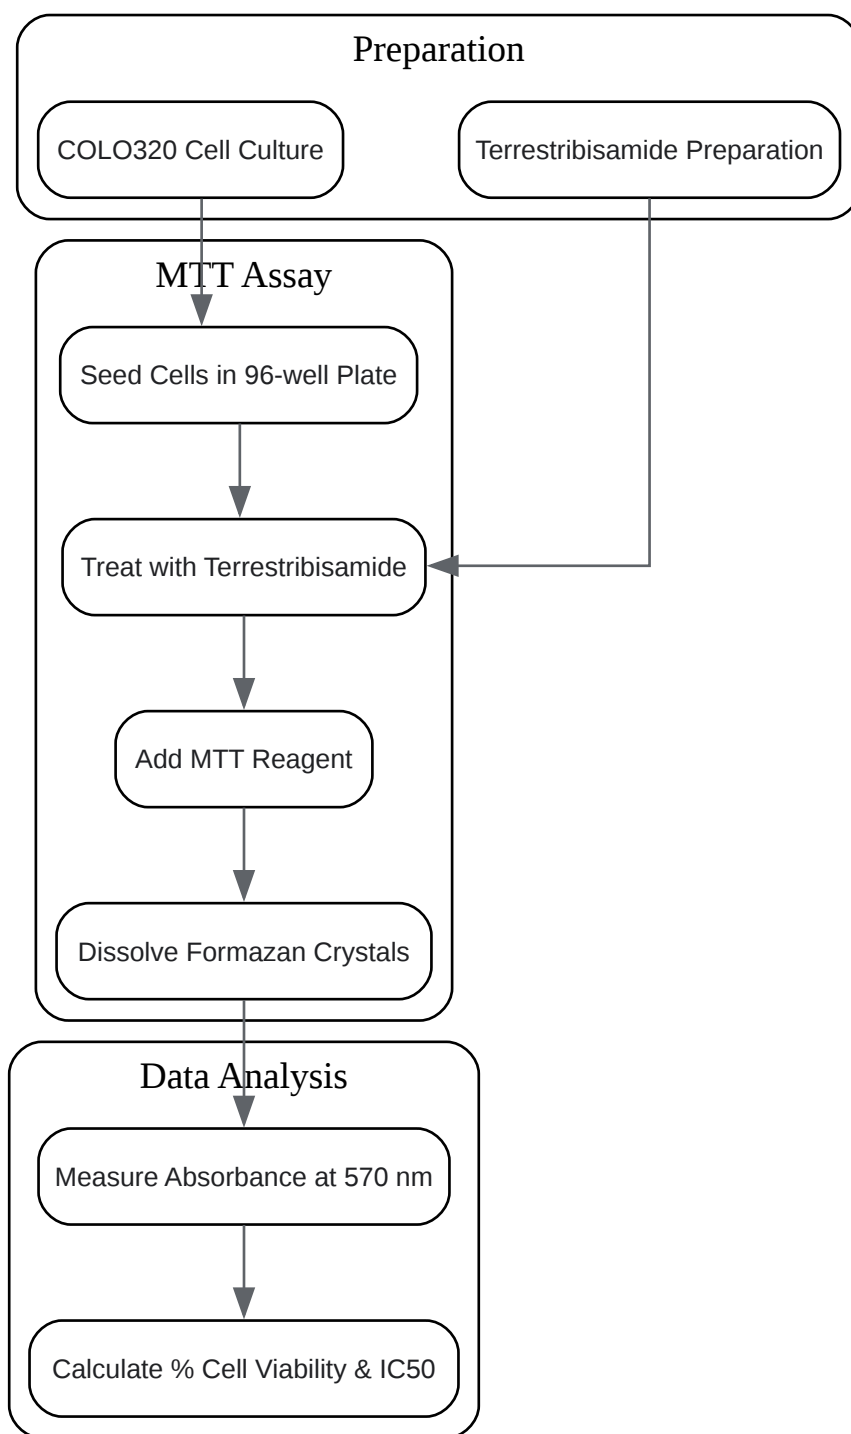 Preparation
COLO320 Cell Culture
Terrestribisamide Preparation
MTT Assay
Seed Cells in 96-well Plate
Treat with Terrestribisamide
Add MTT Reagent
Dissolve Formazan Crystals
Data Analysis
Measure Absorbance at 570 nm
Calculate % Cell Viability & IC50